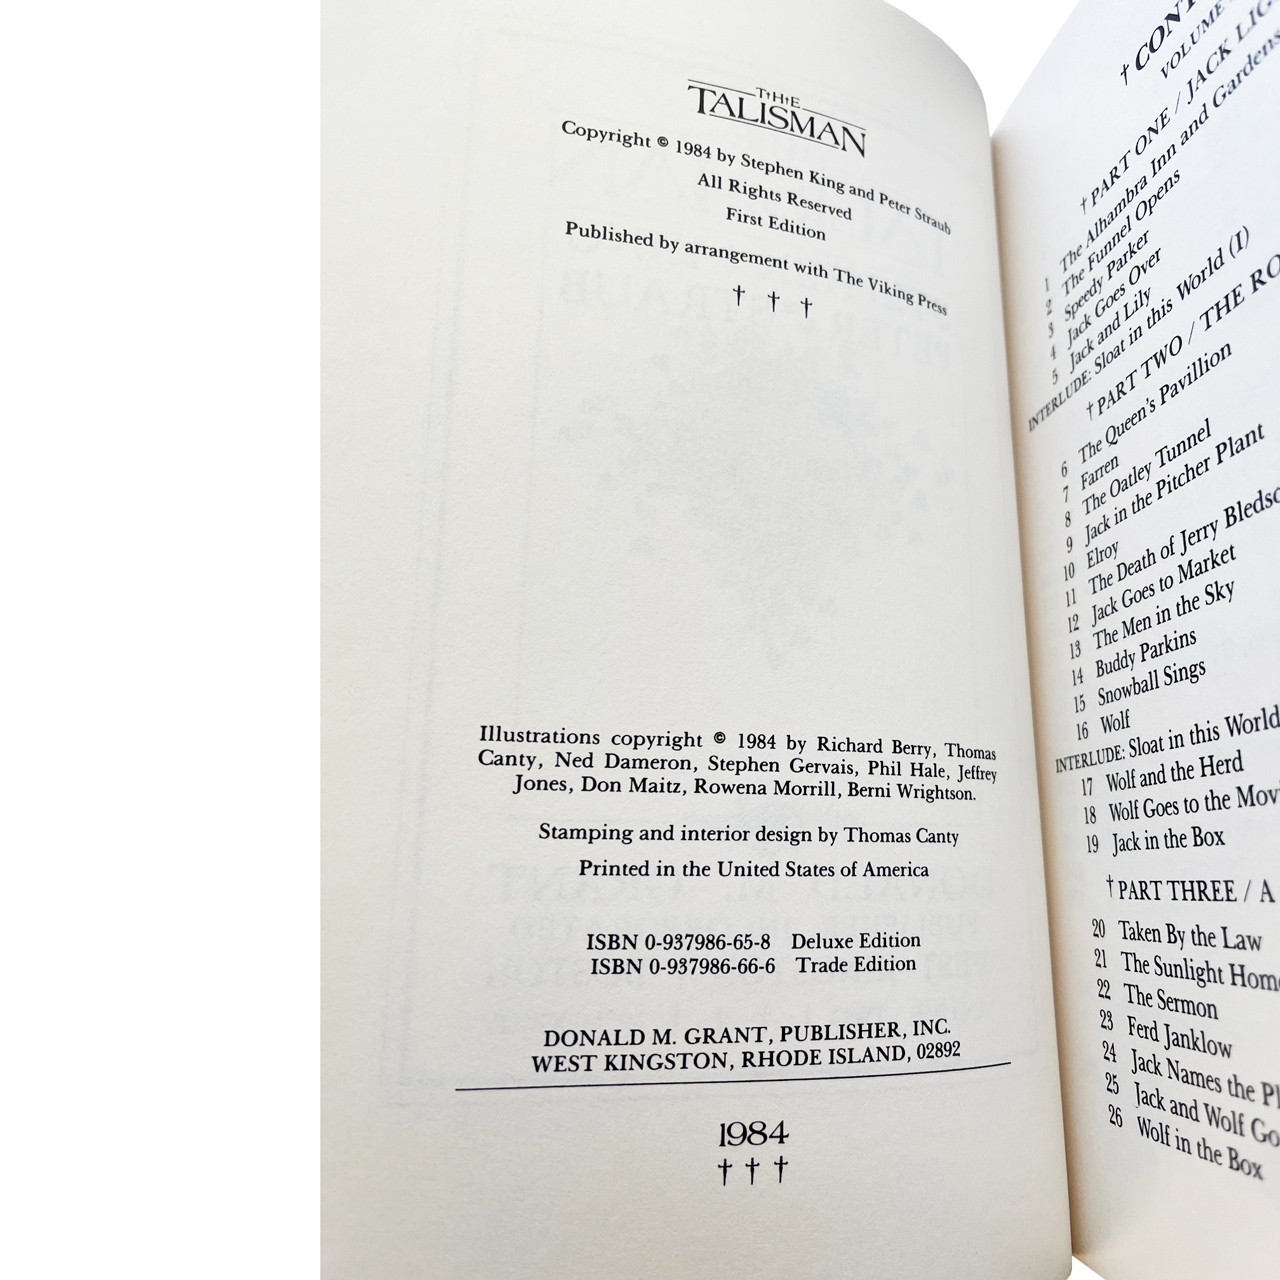 THE
TALISMAN
Copyright © 1984 by Stephen King and Peter Straub
All Rights Reserved
First Edition
Published by arrangement with The Viking Press
† † †
Illustrations copyright © 1984 by Richard Berry, Thomas
Canty, Ned Dameron, Stephen Gervais, Phil Hale, Jeffrey
Jones, Don Maitz, Rowena Morrill, Berni Wrightson.
Stamping and interior design by Thomas Canty
Printed in the United States of America
ISBN 0-937986-65-8 Deluxe Edition
ISBN 0-937986-66-6 Trade Edition
DONALD M. GRANT, PUBLISHER, INC.
WEST KINGSTON, RHODE ISLAND, 02892
1984
† † †
†
VOLUME
† PART ONE / JACK
1 The Alhambra Inn and Gardens
2 The Funnel Opens
3 Speedy Parker
4 Jack Goes Over
5 Jack and Lily
INTERLUDE: Sloat in this World (I)
† PART TWO / THE
6 The Queen's Pavillion
7 Farren
8 The Oatley Tunnel
9 Jack in the Pitcher Plant
10 Elroy
11 The Death of Jerry
12 Jack Goes to Market
13 The Men in the Sky
14 Buddy Parkins
15 Snowball Sings
16 Wolf
INTERLUDE: Sloat in this World
17 Wolf and the Herd
18 Wolf Goes to the
19 Jack in the Box
† PART THREE / A
20 Taken By the Law
21 The Sunlight
22 The Sermon
23 Ferd Janklow
24 Jack Names the
25 Jack and Wolf
26 Wolf in the Box